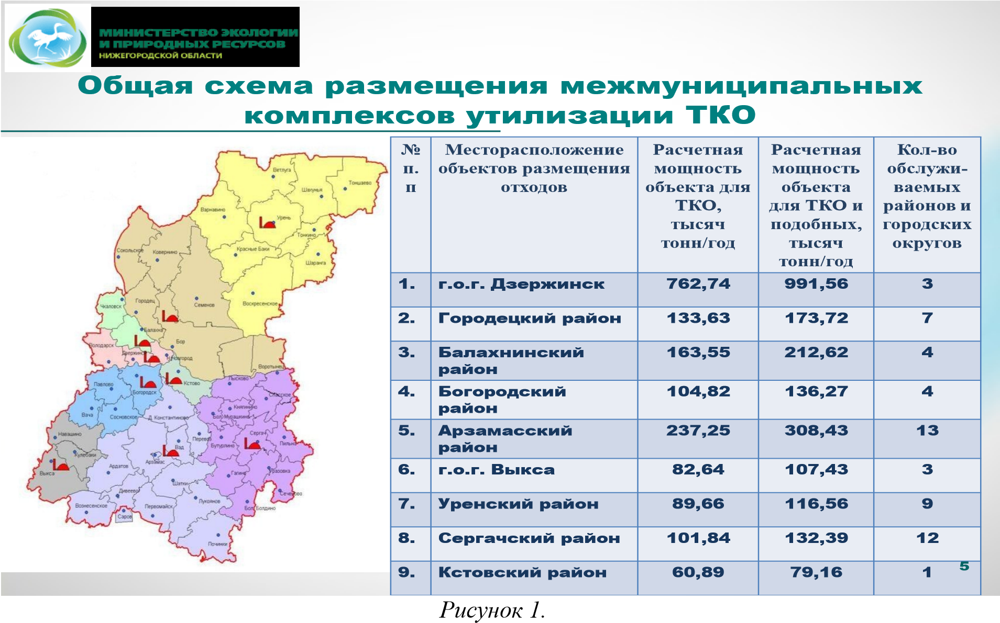 МИНИСТЕРСТВО ЭКОЛОГИИ
И ПРИРОДНЫХ РЕСУРСОВ
НИЖЕГОРОДСКОЙ ОБЛАСТИ
Общая схема размещения межмуниципальных
комплексов утилизации ТКО
Ветлуга
Тоншаево
Шахунья
Варнавино
Урень
Тонкино
Красные Баки
Шаранга
Сокольское
Ковернино
Воскресенское
Семенов
Городец
Чкаловск
Балахна
Бор
Володарск
Дзержинск
Н.Новгород
Воротынец
Лысково
Кстово
Павлово
Богородск
Спасское
Княгинино
Вача
Сосновское
Д. Константиново
Бол. Мурашкино
Навашино
Перевоз
Сергач
Вад
Бутурлино
Пильна
Кулебаки
Арзамас
Ардатов
Выкса
Гагино
Уразовка
Шатки
Дивеево
Сеченово
Лукоянов
Вознесенское
Первомайск
Бол. Болдино
Саров
Починки
№
п.
п
Месторасположение
объектов размещения
отходов
Расчетная
мощность
объекта для
ТКО,
тысяч
тонн/год
Расчетная
мощность
объекта
для ТКО и
подобных,
тысяч
тонн/год
Кол-во
обслужи-
ваемых
районов и
городских
округов
1. г.о.г. Дзержинск 762,74 991,56 3
2. Городецкий район 133,63 173,72 7
3. Балахнинский 163,55 212,62 4
район
4. Богородский 104,82 136,27 4
район
5. Арзамасский 237,25 308,43 13
район
6. г.о.г. Выкса 82,64 107,43 3
7. Уренский район 89,66 116,56 9
8. Сергачский район 101,84 132,39 12
9. Кстовский район 60,89 79,16 1
5
Рисунок 1.